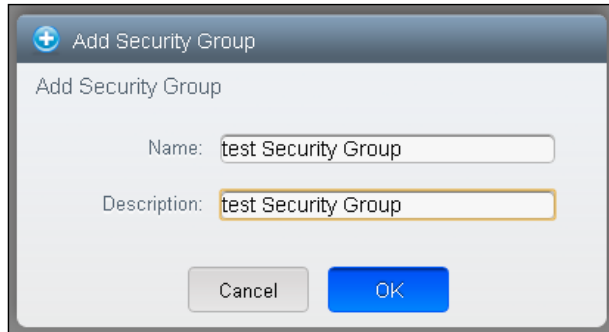 Add Security Group
Add Security Group
Name: test Security Group
Description: test Security Group
Cancel OK